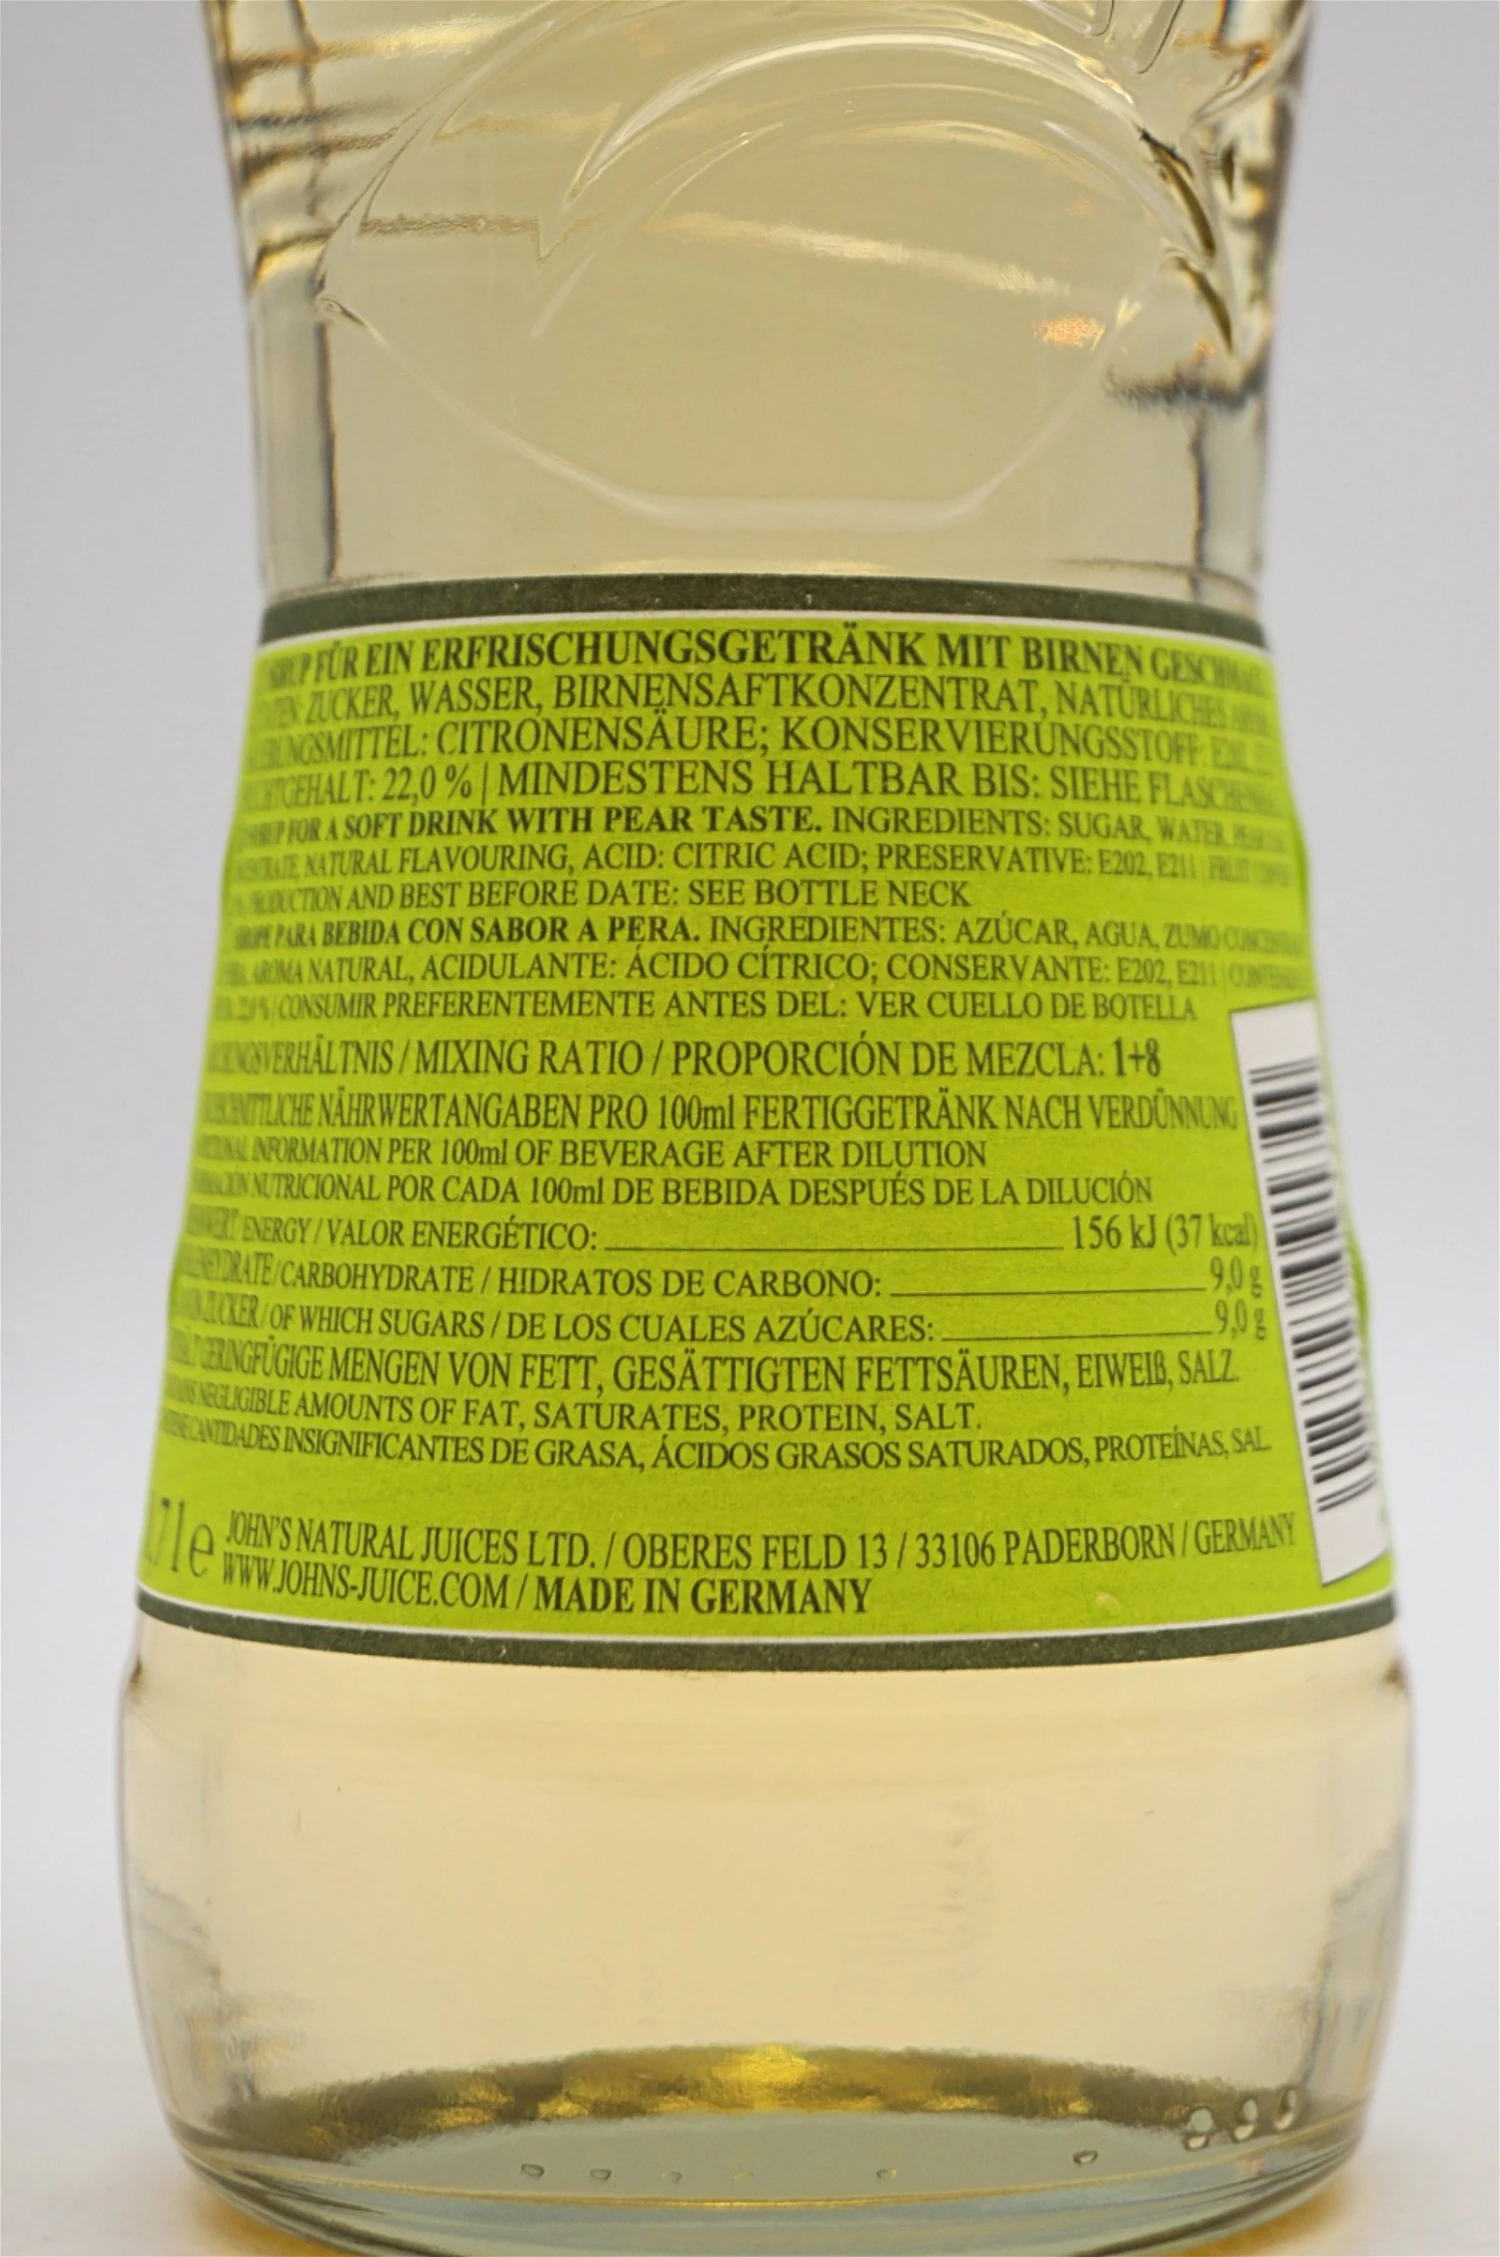 FÜR EIN ERFRISCHUNGSGETRÄNK MIT BIRNEN
ZUCKER, WASSER, BIRNENSAFTKONZENTRAT, NATÜRLICHES
CITRONENSÄURE; KONSERVIERUNGSSTOFF:
22,0 % | MINDESTENS HALTBAR BIS: SIEHE
FOR A SOFT DRINK WITH PEAR TASTE. INGREDIENTS: SUGAR, WATER,
NATURAL FLAVOURING, ACID: CITRIC ACID; PRESERVATIVE: E202, E211 |
AND BEST BEFORE DATE: SEE BOTTLE NECK
PARA BEBIDA CON SABOR A PERA. INGREDIENTES: AZÚCAR, AGUA, ZUMO
AROMA NATURAL, ACIDULANTE: ÁCIDO CÍTRICO; CONSERVANTE: E202, E211 |
CONSUMIR PREFERENTEMENTE ANTES DEL: VER CUELLO DE BOTELLA
/ MIXING RATIO / PROPORCIÓN DE MEZCLA: 1+8
NÄHRWERTANGABEN PRO 100ml FERTIGGETRÄNK NACH VERDÜNNUNG
INFORMATION PER 100ml OF BEVERAGE AFTER DILUTION
NUTRICIONAL POR CADA 100ml DE BEBIDA DESPUÉS DE LA DILUCIÓN
ENERGY / VALOR ENERGÉTICO: 156 kJ (37 kcal)
/ CARBOHYDRATE / HIDRATOS DE CARBONO: 9,0 g
ZUCKER / OF WHICH SUGARS / DE LOS CUALES AZÚCARES: 9,0 g
GERINGFÜGIGE MENGEN VON FETT, GESÄTTIGTEN FETTSÄUREN, EIWEIß, SALZ.
NEGLIGIBLE AMOUNTS OF FAT, SATURATES, PROTEIN, SALT.
CANTIDADES INSIGNIFICANTES DE GRASA, ÁCIDOS GRASOS SATURADOS, PROTEÍNAS, SAL.
JOHN'S NATURAL JUICES LTD. / OBERES FELD 13 / 33106 PADERBORN / GERMANY
WWW.JOHNS-JUICE.COM / MADE IN GERMANY